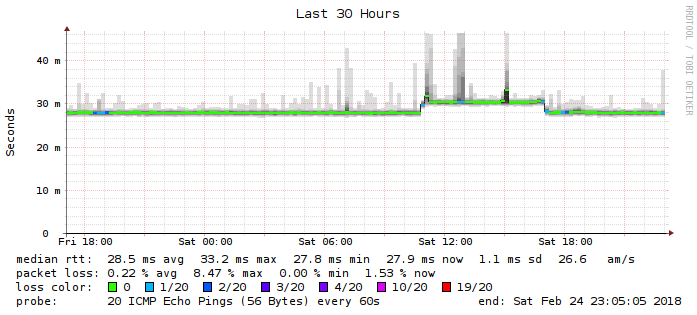 Last 30 Hours
RRDTOOL / TOBI OETIKER
Seconds
40 m
30 m
20 m
10 m
0
Fri 18:00 Sat 00:00 Sat 06:00 Sat 12:00 Sat 18:00
median rtt: 28.5 ms avg 33.2 ms max 27.8 ms min 27.9 ms now 1.1 ms sd 26.6 am/s
packet loss: 0.22 % avg 8.47 % max 0.00 % min 1.53 % now
loss color: 0 1/20 2/20 3/20 4/20 10/20 19/20
probe: 20 ICMP Echo Pings (56 Bytes) every 60s end: Sat Feb 24 23:05:05 2018